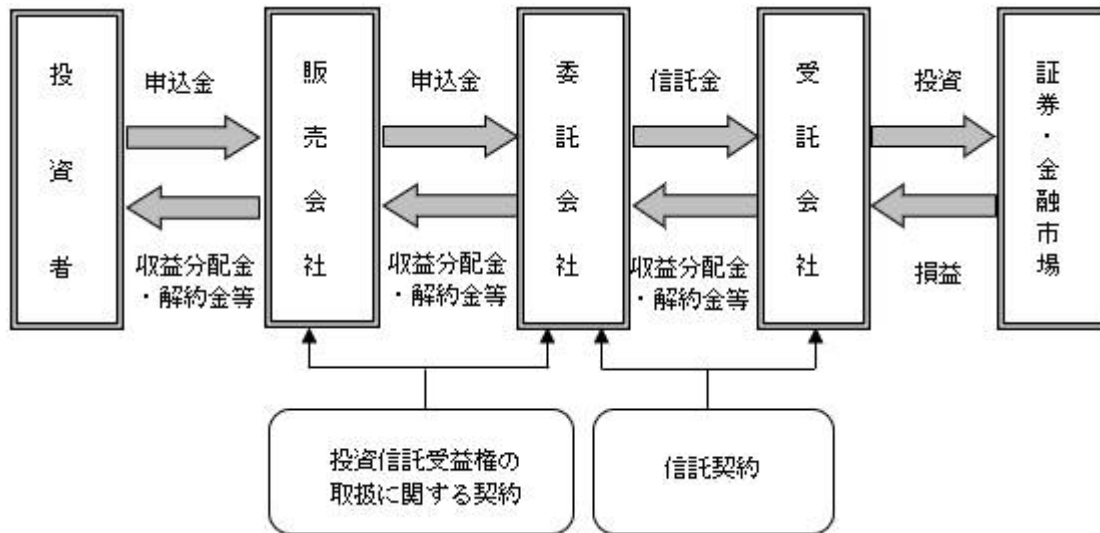 投資者
申込金
収益分配金
・解約金等
販売会社
申込金
収益分配金
・解約金等
委託会社
信託金
収益分配金
・解約金等
受託会社
投資
損益
証券・金融市場
投資信託受益権の
取扱に関する契約
信託契約